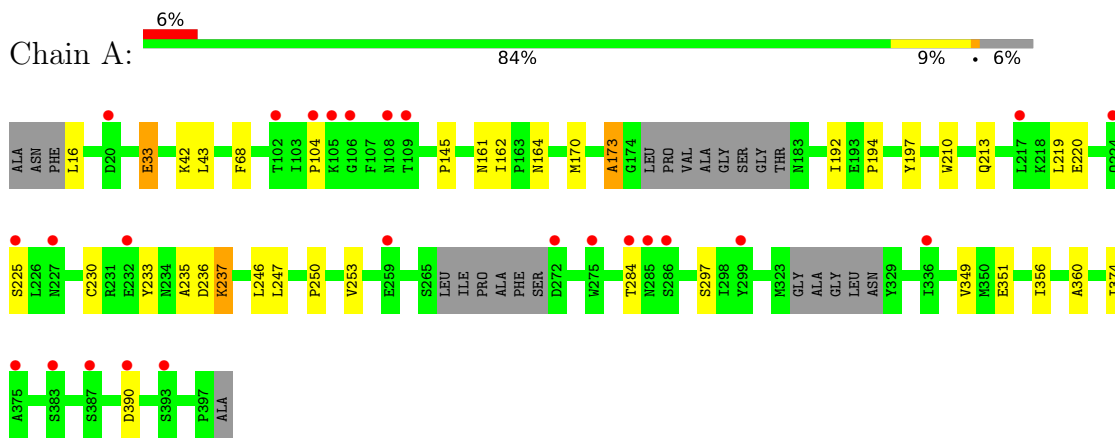 6%
Chain A:
84% 9% • 6%
ALA ASN PHE L16 D20 E33 K42 L43 F68 T102 I103 P104 K105 G106 F107 N108 T109 P145 N161 I162 P163 N164 M170 A173 G174 LEU PRO VAL ALA GLY SER GLY THR N183 I192 E193 P194 Y197 W210 Q213 L217 K218 L219 E220
S225 L226 N227 C230 R231 E232 Y233 N234 A235 D236 K237 L246 L247 P250 V253 E259 S265 LEU ILE PRO ALA PHE SER D272 W275 T284 N285 S286 S297 I298 Y299 M323 GLY ALA GLY LEU ASN Y329 I336 V349 M350 E351 I356 A360
A375 S383 S387 D390 S393 P397 ALA